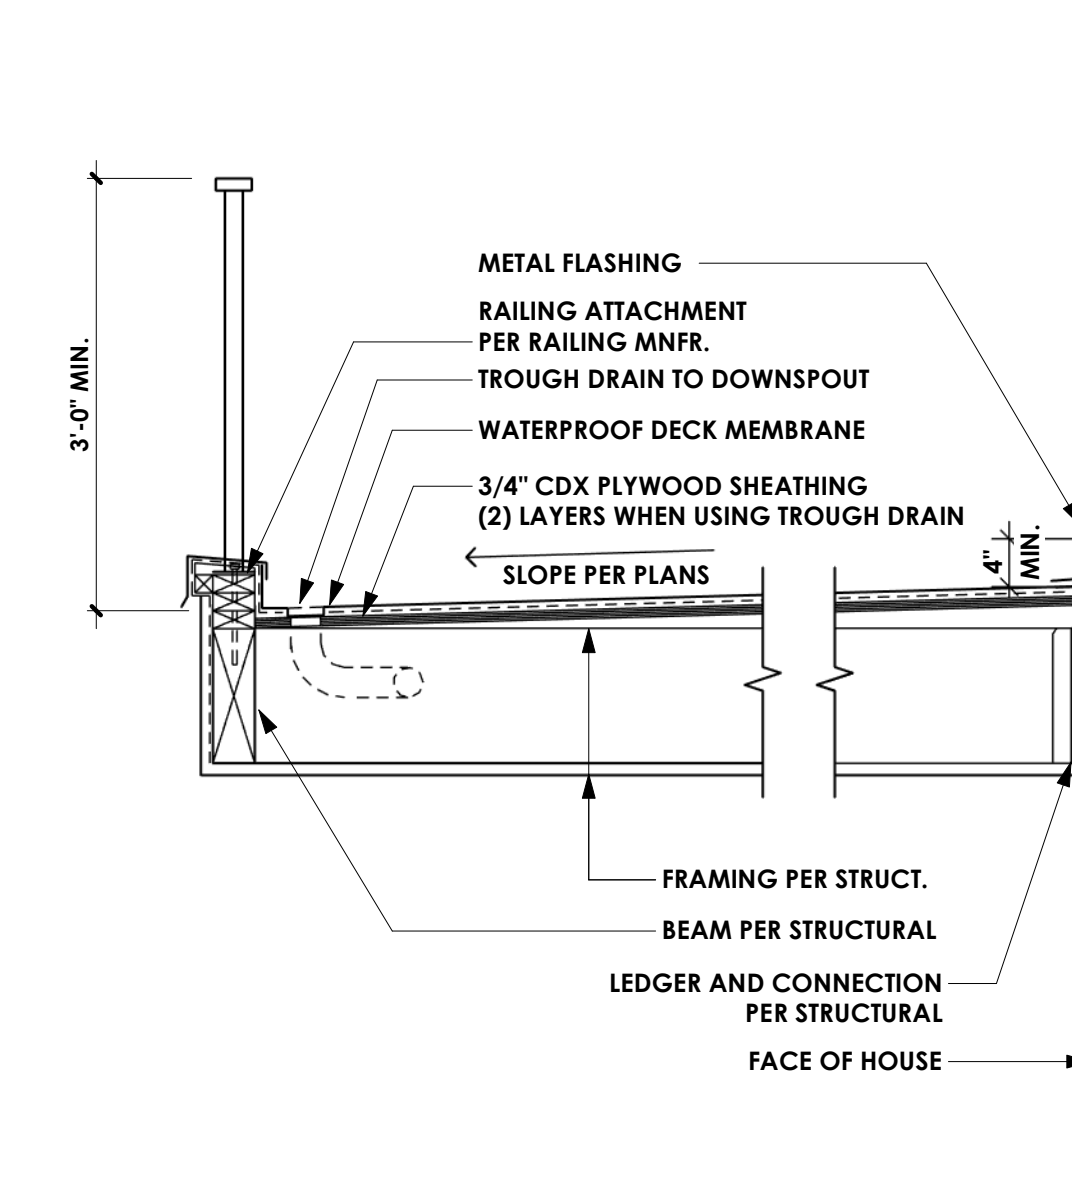 METAL FLASHING
RAILING ATTACHMENT
PER RAILING MNFR.
TROUGH DRAIN TO DOWNSPOUT
WATERPROOF DECK MEMBRANE
3/4" CDX PLYWOOD SHEATHING
(2) LAYERS WHEN USING TROUGH DRAIN
3'-0" MIN.
SLOPE PER PLANS
4"
MIN.
FRAMING PER STRUCT.
BEAM PER STRUCTURAL
LEDGER AND CONNECTION
PER STRUCTURAL
FACE OF HOUSE